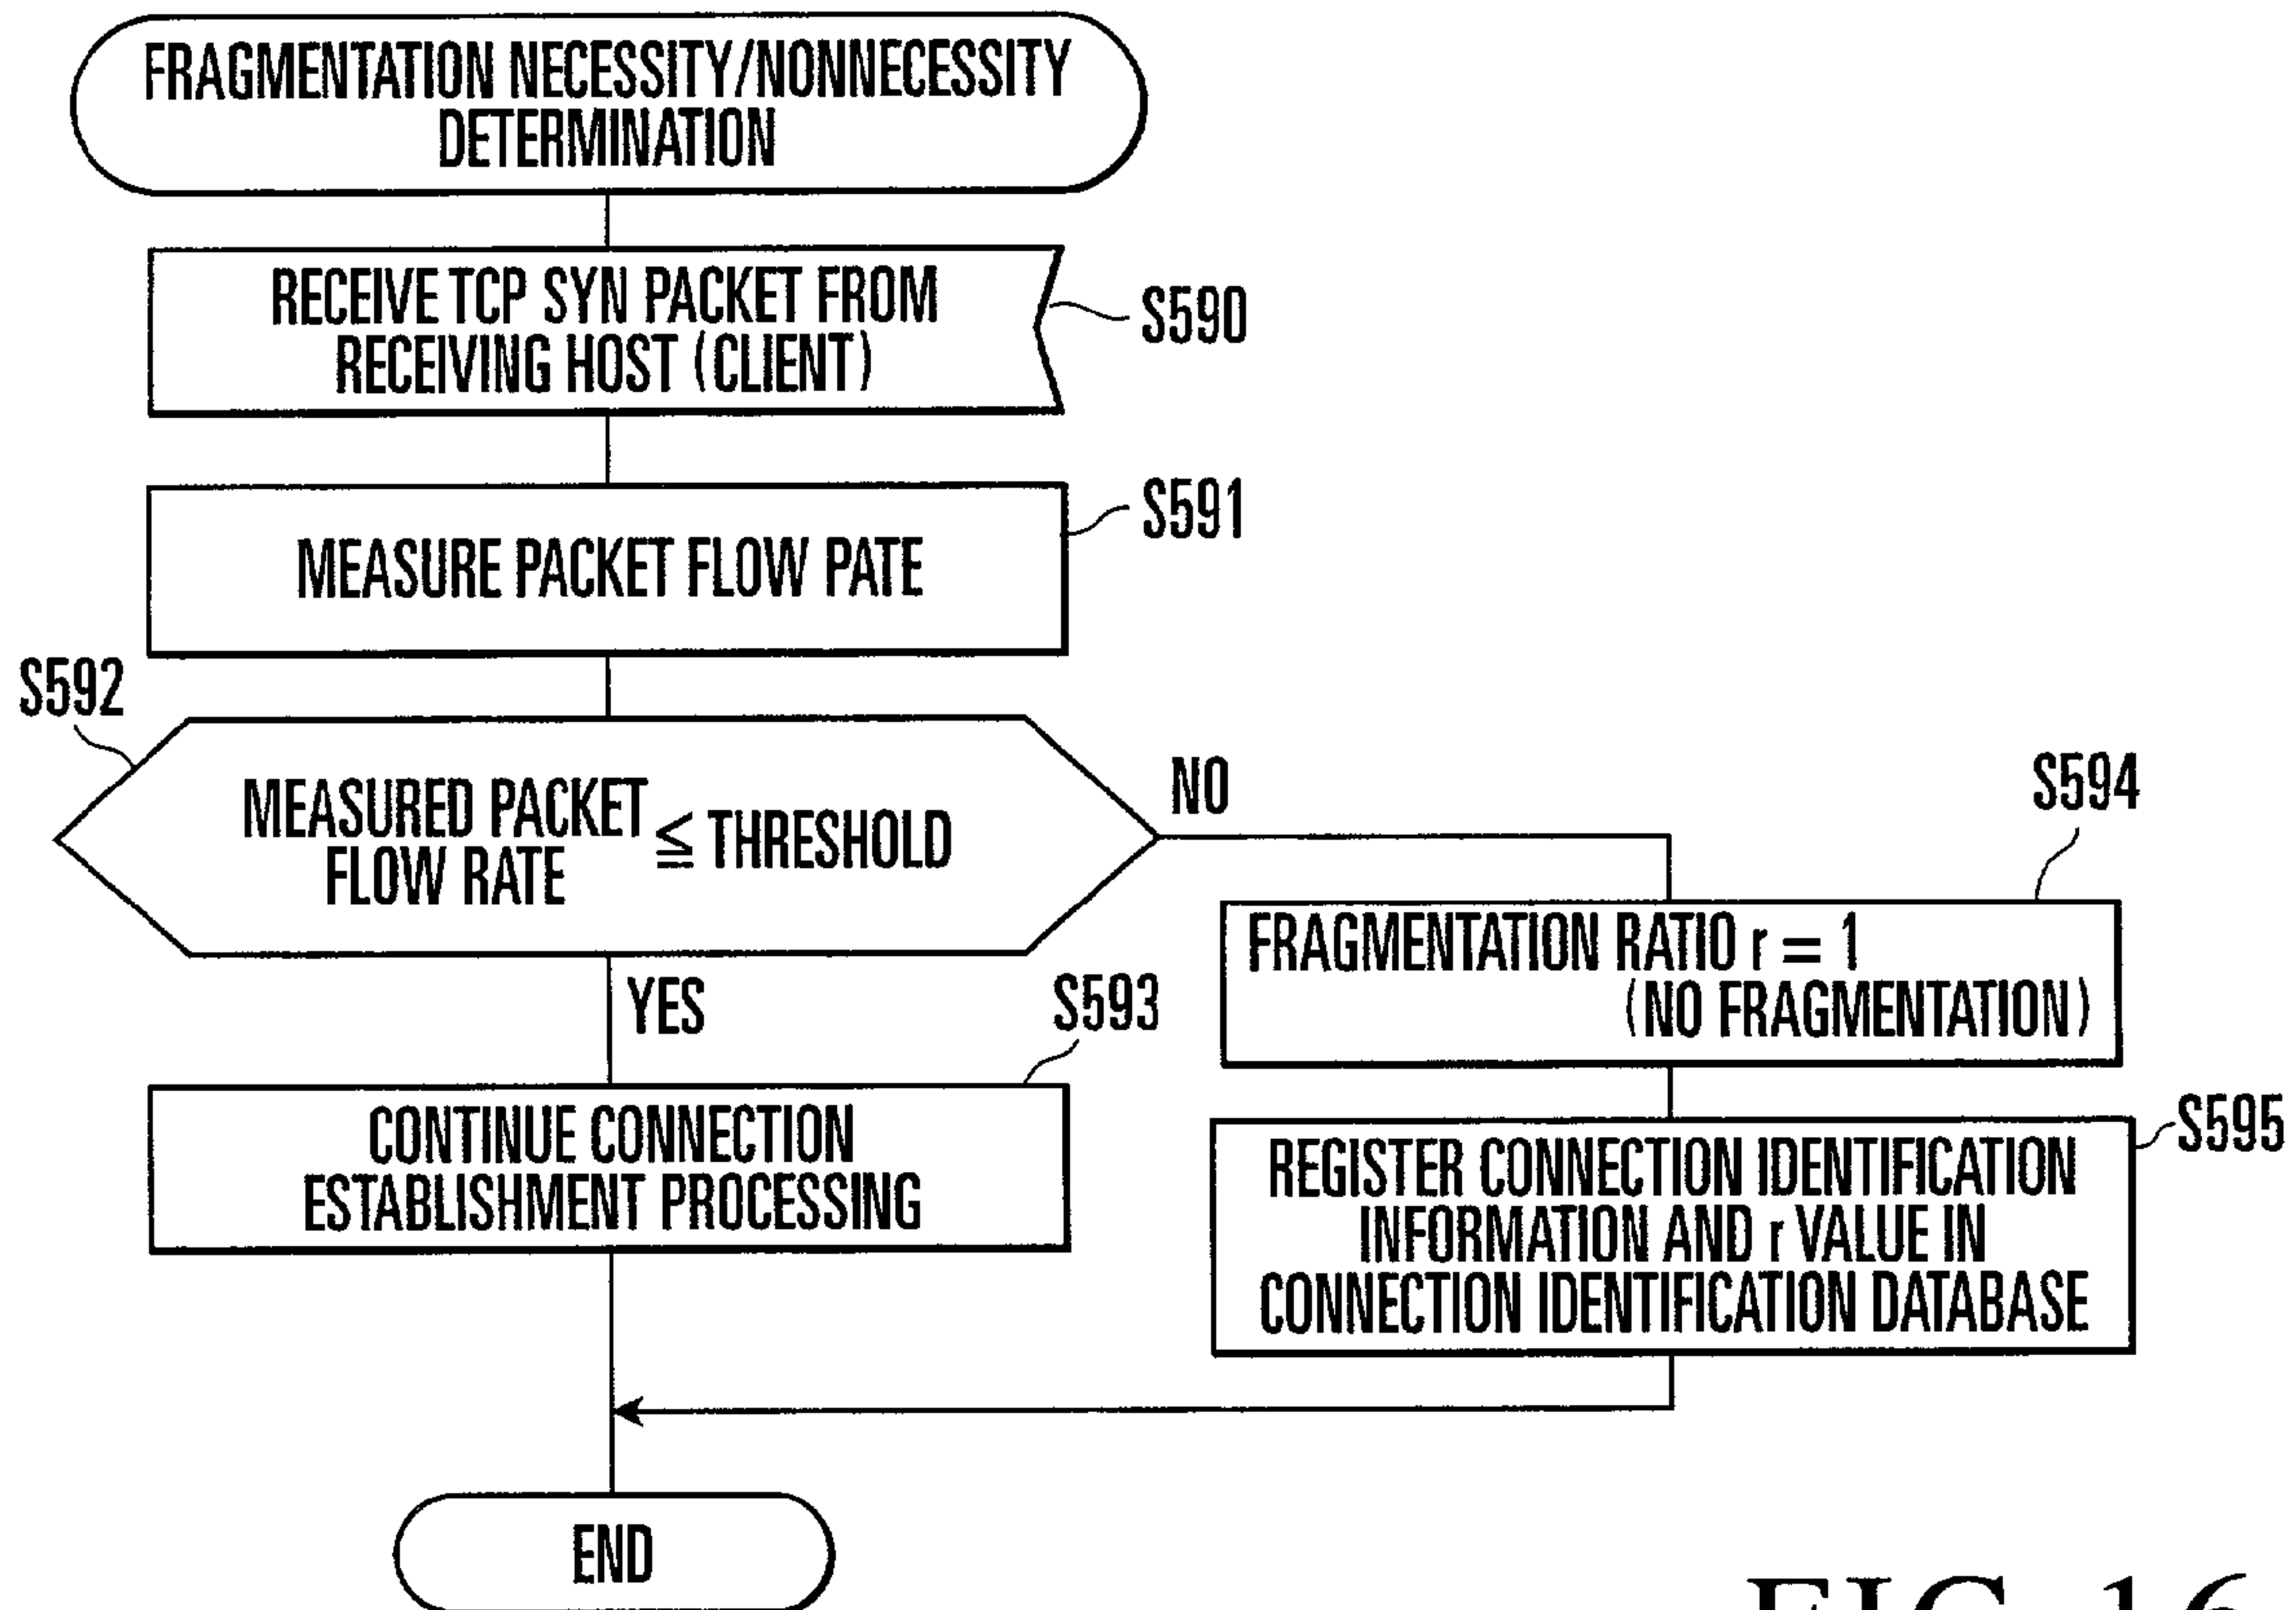 FRAGMENTATION NECESSITY/NONNECESSITY
DETERMINATION
RECEIVE TCP SYN PACKET FROM
RECEIVING HOST (CLIENT)
S590
MEASURE PACKET FLOW PATE
S591
S592
MEASURED PACKET
FLOW RATE
≦ THRESHOLD
NO
YES
S593
CONTINUE CONNECTION
ESTABLISHMENT PROCESSING
S594
FRAGMENTATION RATIO r = 1
(NO FRAGMENTATION)
S595
REGISTER CONNECTION IDENTIFICATION
INFORMATION AND r VALUE IN
CONNECTION IDENTIFICATION DATABASE
END
FIG. 16